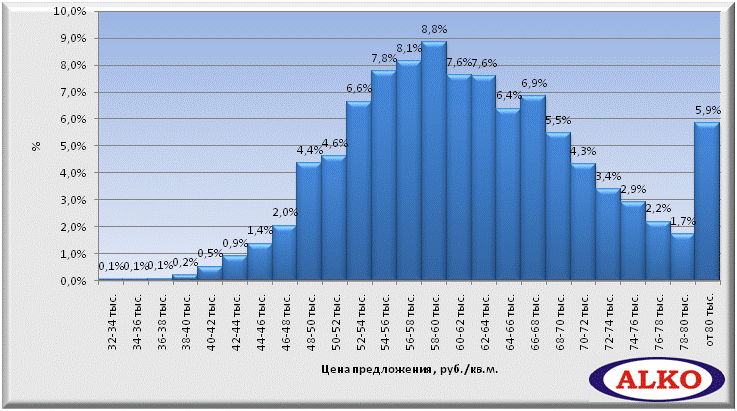 10,0%
9,0%
8,0%
7,0%
6,0%
5,0%
4,0%
3,0%
2,0%
1,0%
0,0%
%
0,1%
0,1%
0,1%
0,2%
0,5%
0,9%
1,4%
2,0%
4,4%
4,6%
6,6%
7,8%
8,1%
8,8%
7,6%
7,6%
6,4%
6,9%
5,5%
4,3%
3,4%
2,9%
2,2%
1,7%
5,9%
32-34 тыс.
34-36 тыс.
36-38 тыс.
38-40 тыс.
40-42 тыс.
42-44 тыс.
44-46 тыс.
46-48 тыс.
48-50 тыс.
50-52 тыс.
52-54 тыс.
54-56 тыс.
56-58 тыс.
58-60 тыс.
60-62 тыс.
62-64 тыс.
64-66 тыс.
66-68 тыс.
68-70 тыс.
70-72 тыс.
72-74 тыс.
74-76 тыс.
76-78 тыс.
78-80 тыс.
от 80 тыс.
Цена предложения, руб./кв.м.
ALKO